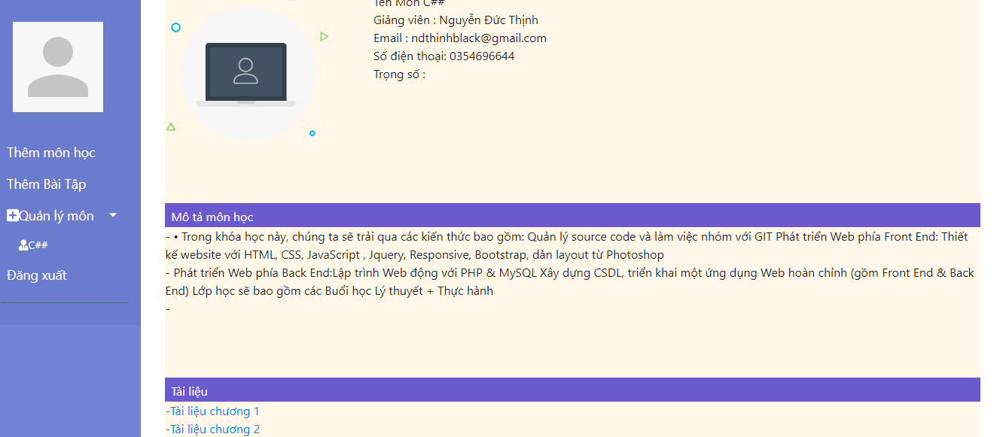 Thêm môn học
Thêm Bài Tập
Quản lý môn
C##
Đăng xuất
Tên Môn C##
Giảng viên : Nguyễn Đức Thịnh
Email : ndthinhblack@gmail.com
Số điện thoại: 0354696644
Trọng số :
Mô tả môn học
- • Trong khóa học này, chúng ta sẽ trải qua các kiến thức bao gồm: Quản lý source code và làm việc nhóm với GIT Phát triển Web phía Front End: Thiết
kế website với HTML, CSS, JavaScript , Jquery, Responsive, Bootstrap, dàn layout từ Photoshop
- Phát triển Web phía Back End:Lập trình Web động với PHP & MySQL Xây dựng CSDL, triển khai một ứng dụng Web hoàn chỉnh (gồm Front End & Back
End) Lớp học sẽ bao gồm các Buổi học Lý thuyết + Thực hành
-
Tài liệu
-Tài liệu chương 1
-Tài liệu chương 2